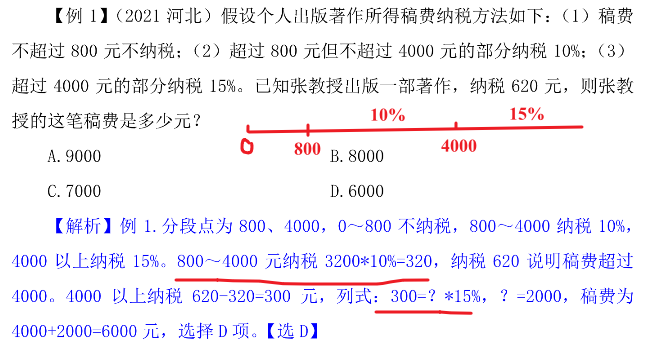 【例 1】（2021 河北）假设个人出版著作所得稿费纳税方法如下：（1）稿费
不超过 800 元不纳税；（2）超过 800 元但不超过 4000 元的部分纳税 10%；（3）
超过 4000 元的部分纳税 15%。已知张教授出版一部著作，纳税 620 元，则张教
授的这笔稿费是多少元？
10% 15%
0 800 4000
A.9000 B.8000
C.7000 D.6000
【解析】例 1.分段点为 800、4000，0～800 不纳税，800～4000 纳税 10%，
4000 以上纳税 15%。800～4000 元纳税 3200*10%=320，纳税 620 说明稿费超过
4000。4000 以上纳税 620-320=300 元，列式：300=？*15%，？=2000，稿费为
4000+2000=6000 元，选择 D 项。【选 D】